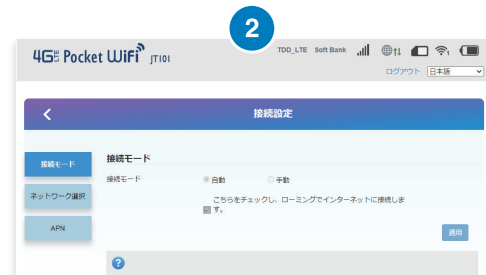 2
4G LTE Pocket WiFi JT101
TDD_LTE Soft Bank
ログアウト 日本語
接続設定
接続モード
接続モード
接続モード
自動 手動
ネットワーク選択
こちらをチェックし、ローミングでインターネットに接続しま
す。
APN
適用
?